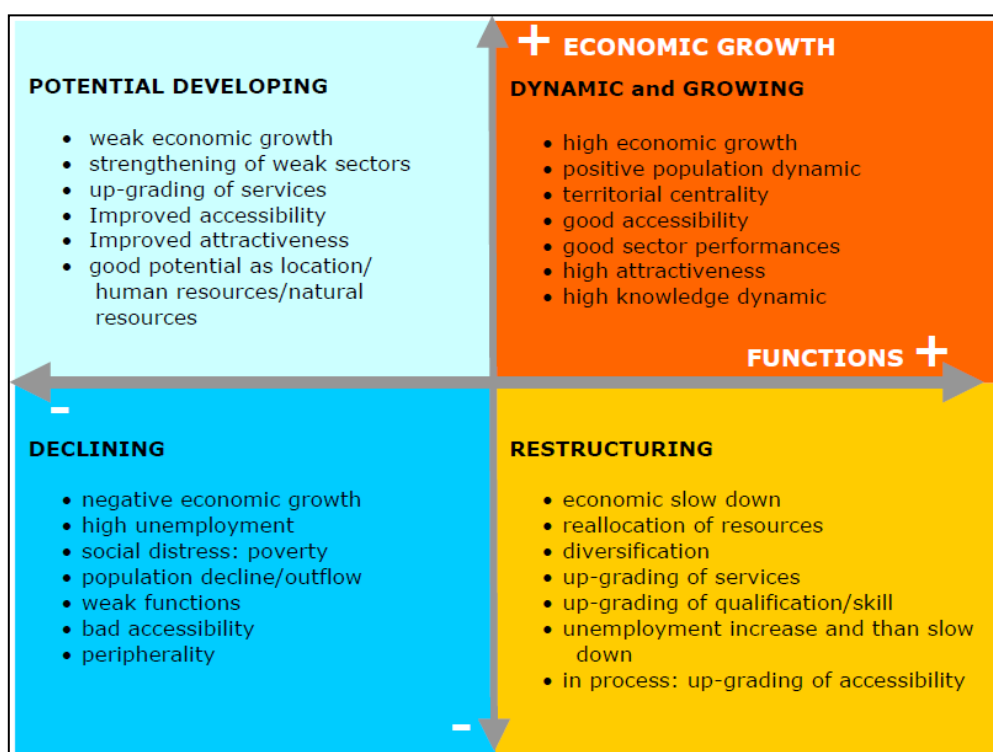 + ECONOMIC GROWTH
POTENTIAL DEVELOPING
• weak economic growth
• strengthening of weak sectors
• up-grading of services
• Improved accessibility
• Improved attractiveness
• good potential as location/
human resources/natural
resources
DYNAMIC and GROWING
• high economic growth
• positive population dynamic
• territorial centrality
• good accessibility
• good sector performances
• high attractiveness
• high knowledge dynamic
FUNCTIONS +
-
DECLINING
• negative economic growth
• high unemployment
• social distress: poverty
• population decline/outflow
• weak functions
• bad accessibility
• peripherality
RESTRUCTURING
• economic slow down
• reallocation of resources
• diversification
• up-grading of services
• up-grading of qualification/skill
• unemployment increase and than slow
down
• in process: up-grading of accessibility
-